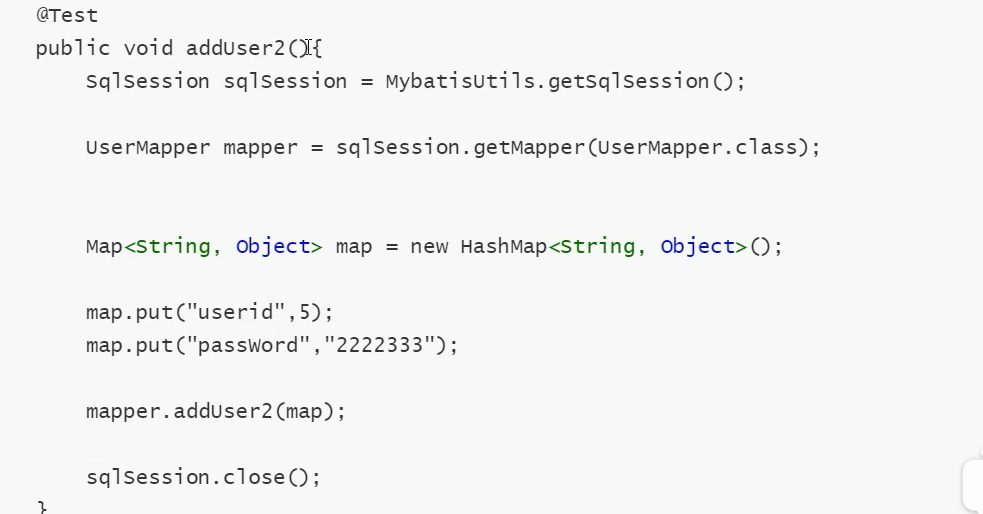 @Test
public void addUser2(){
SqlSession sqlSession = MybatisUtils.getSqlSession();
UserMapper mapper = sqlSession.getMapper(UserMapper.class);
Map<String, Object> map = new HashMap<String, Object>();
map.put("userid",5);
map.put("passWord","2222333");
mapper.addUser2(map);
sqlSession.close();
}